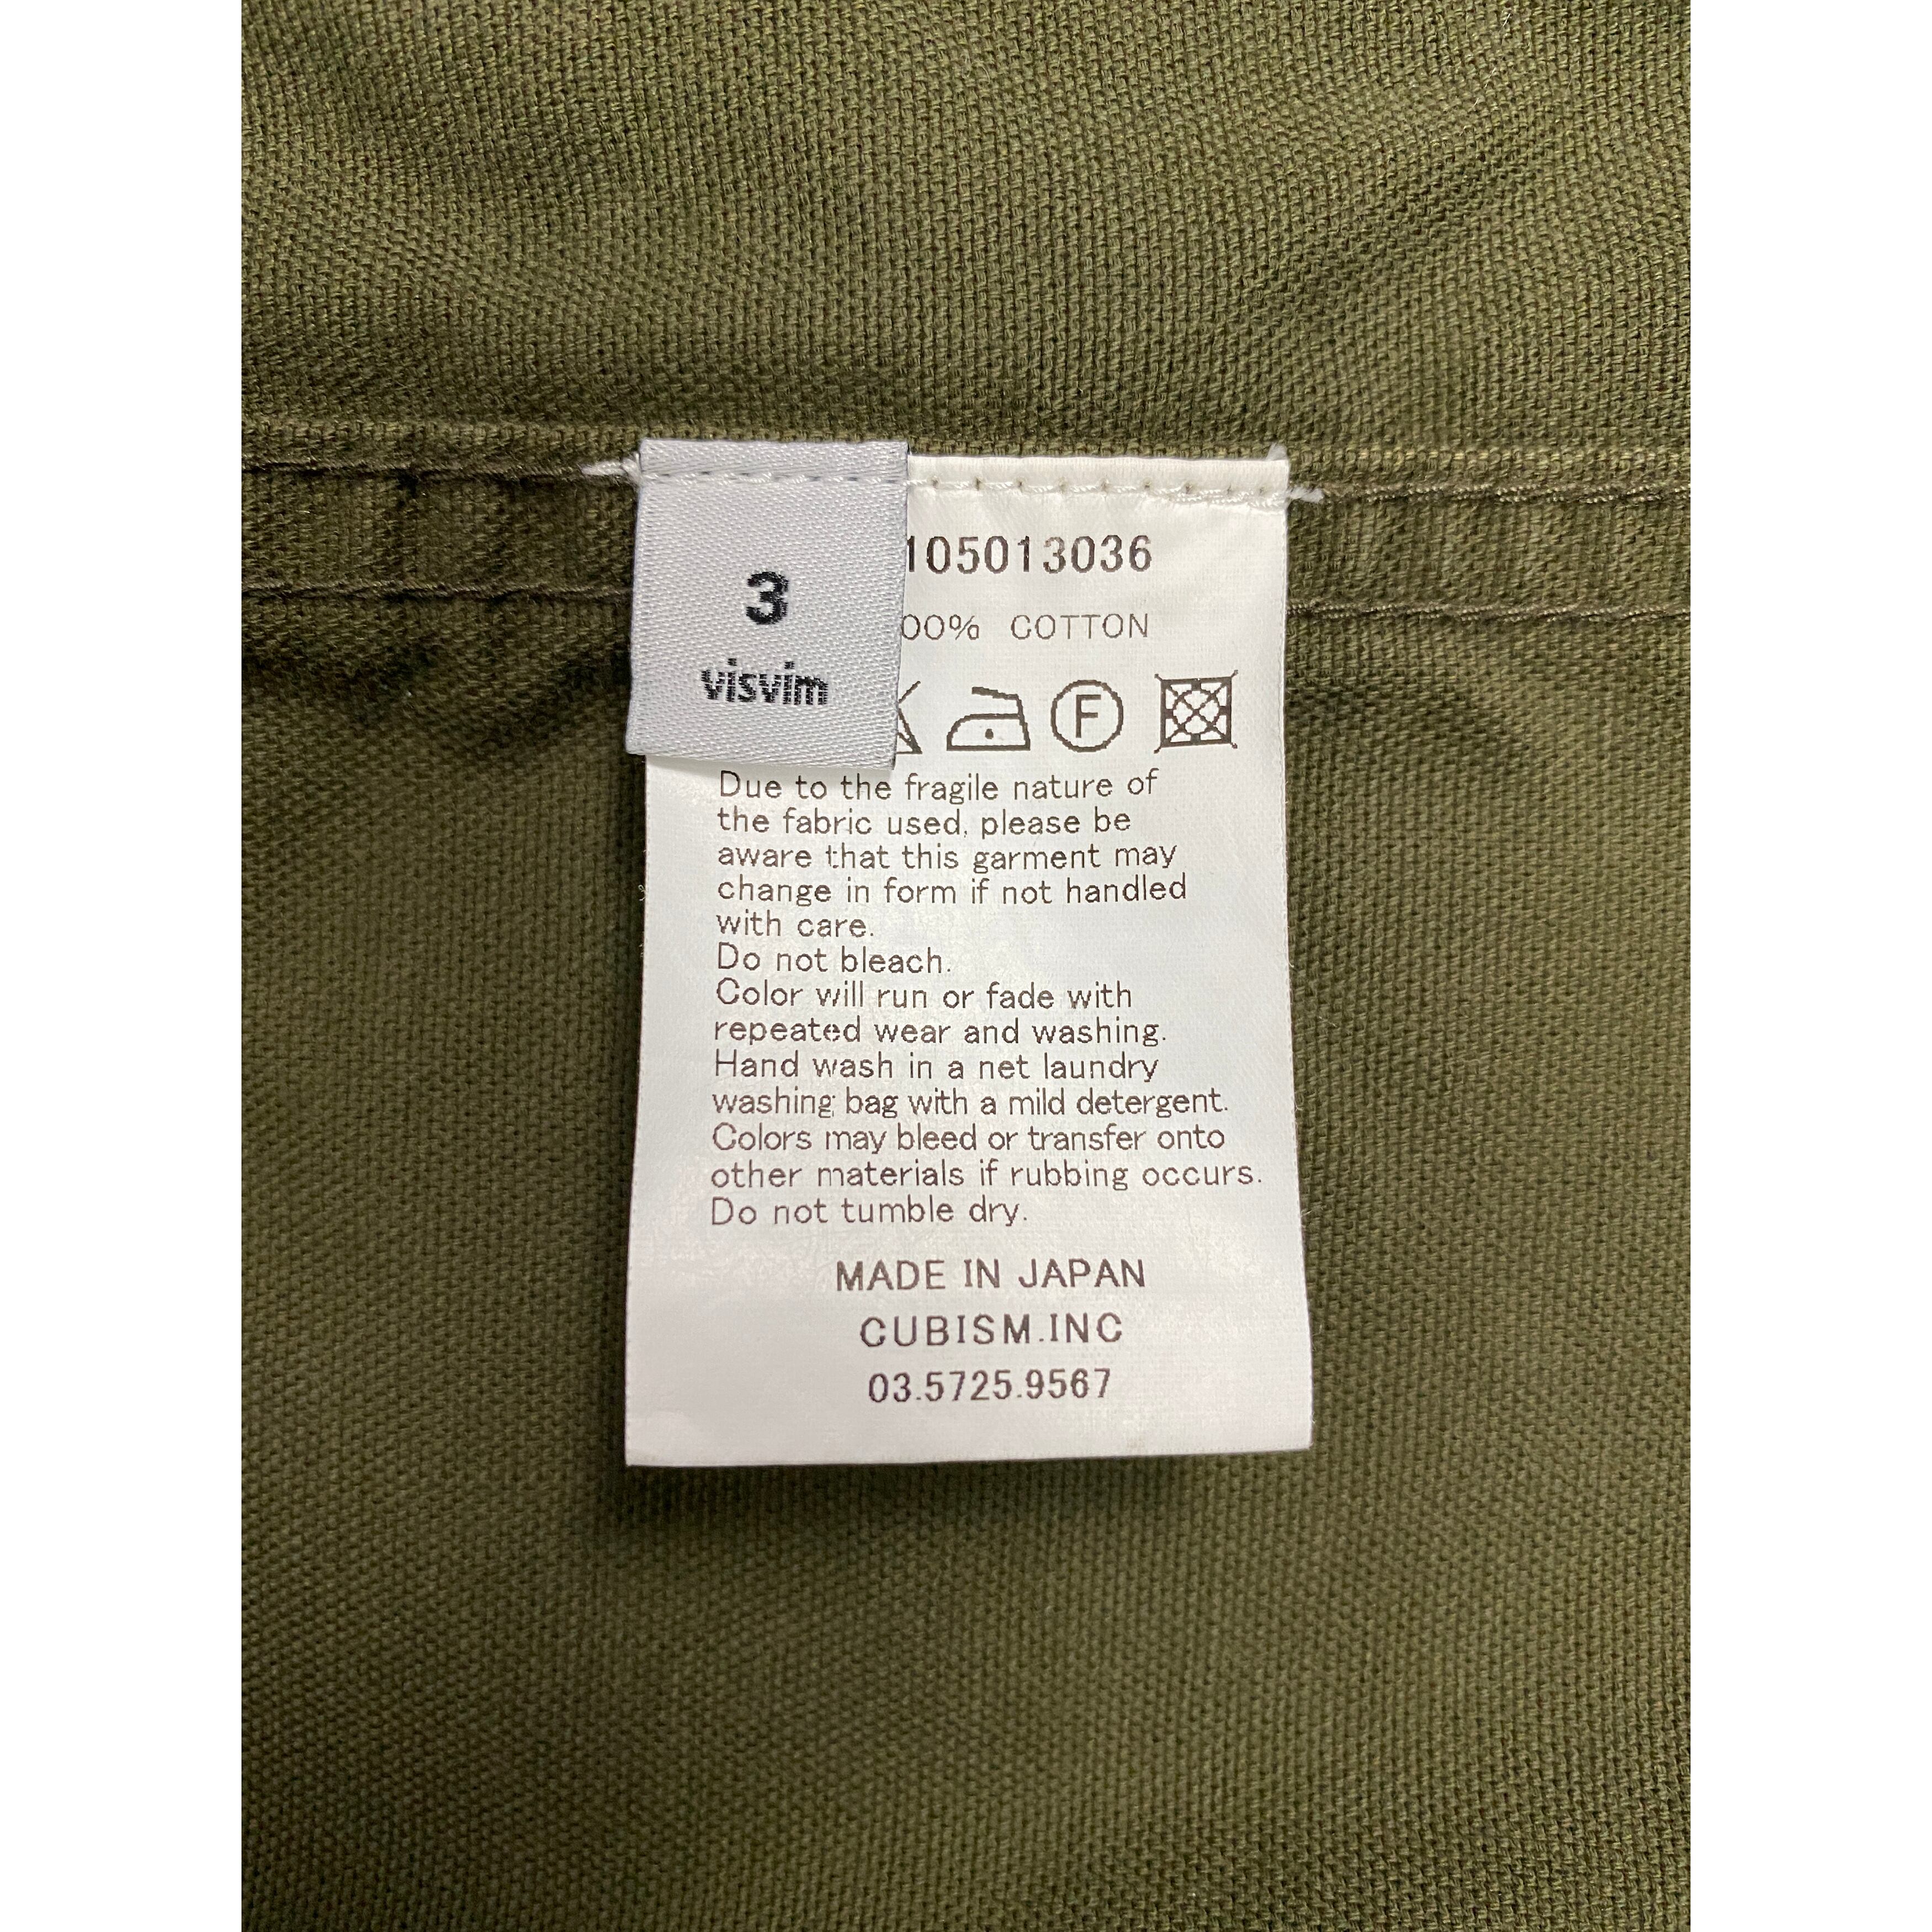 3
visvim
105013036
00% COTTON
F
Due to the fragile nature of
the fabric used, please be
aware that this garment may
change in form if not handled
with care.
Do not bleach.
Color will run or fade with
repeated wear and washing.
Hand wash in a net laundry
washing bag with a mild detergent.
Colors may bleed or transfer onto
other materials if rubbing occurs.
Do not tumble dry.
MADE IN JAPAN
CUBISM.INC
03.5725.9567